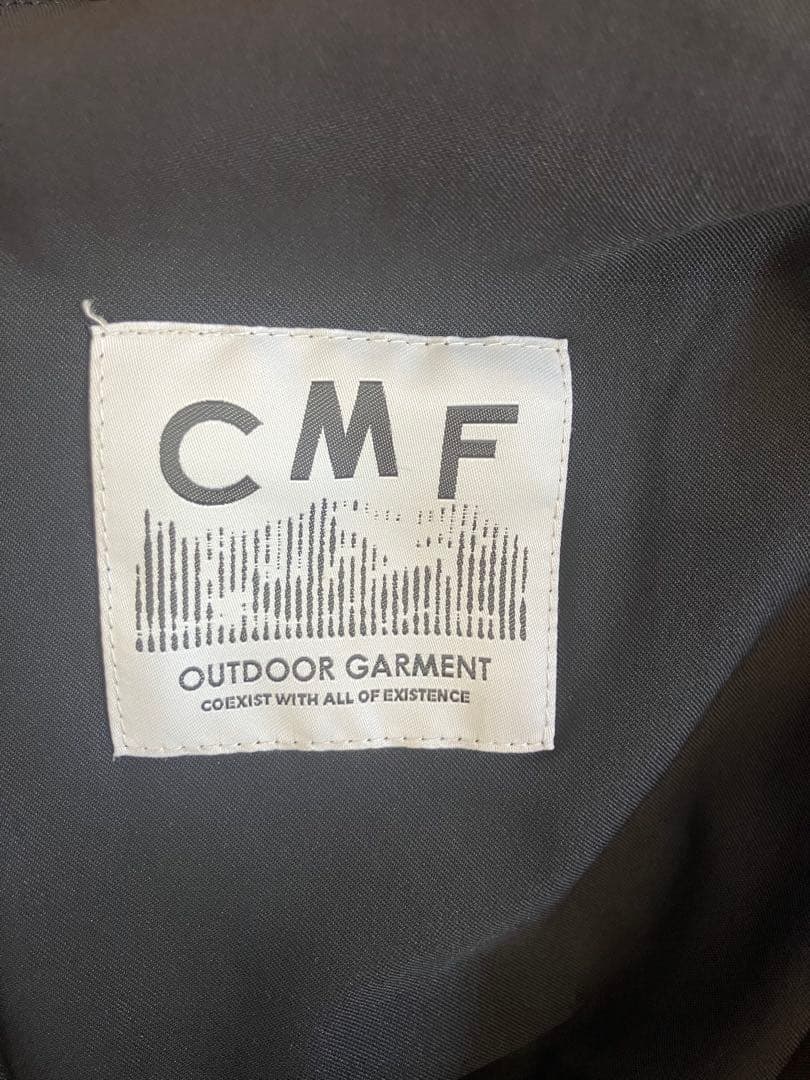 CMF
OUTDOOR GARMENT
COEXIST WITH ALL OF EXISTENCE